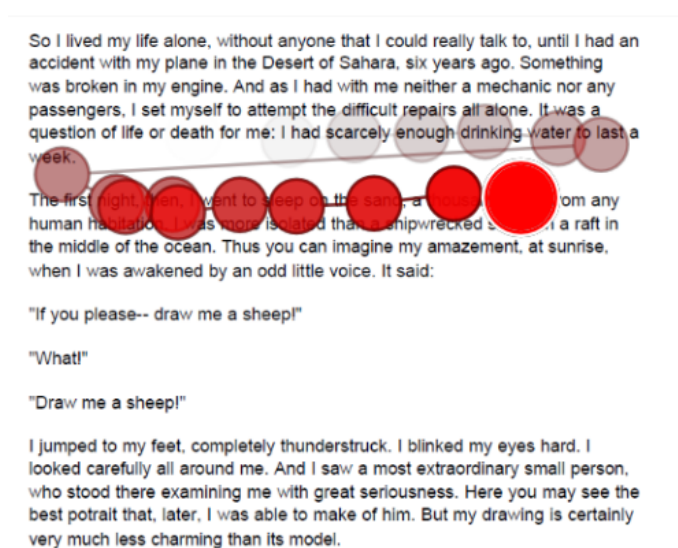 So I lived my life alone, without anyone that I could really talk to, until I had an
accident with my plane in the Desert of Sahara, six years ago. Something
was broken in my engine. And as I had with me neither a mechanic nor any
passengers, I set myself to attempt the difficult repairs all alone. It was a
question of life or death for me: I had scarcely enough drinking water to last a
week.
The first night, then, I went to sleep on the sand, a from any
human habitation. I was more isolated than a shipwrecked a raft in
the middle of the ocean. Thus you can imagine my amazement, at sunrise,
when I was awakened by an odd little voice. It said:
"If you please-- draw me a sheep!"
"What!"
"Draw me a sheep!"
I jumped to my feet, completely thunderstruck. I blinked my eyes hard. I
looked carefully all around me. And I saw a most extraordinary small person,
who stood there examining me with great seriousness. Here you may see the
best potrait that, later, I was able to make of him. But my drawing is certainly
very much less charming than its model.